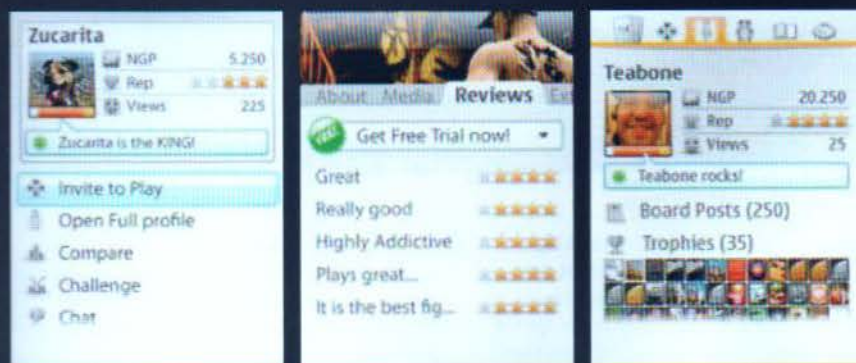 Zucarita
NGP 5.250
Rep
Views 225
Zucarita is the KING!
Invite to Play
Open Full profile
Compare
Challenge
Chat
About Media Reviews Ex
Get Free Trial now!
Great
Really good
Highly Addictive
Plays great...
It is the best fig...
Teabone
NGP 20.250
Rep
Views 25
Teabone rocks!
Board Posts (250)
Trophies (35)